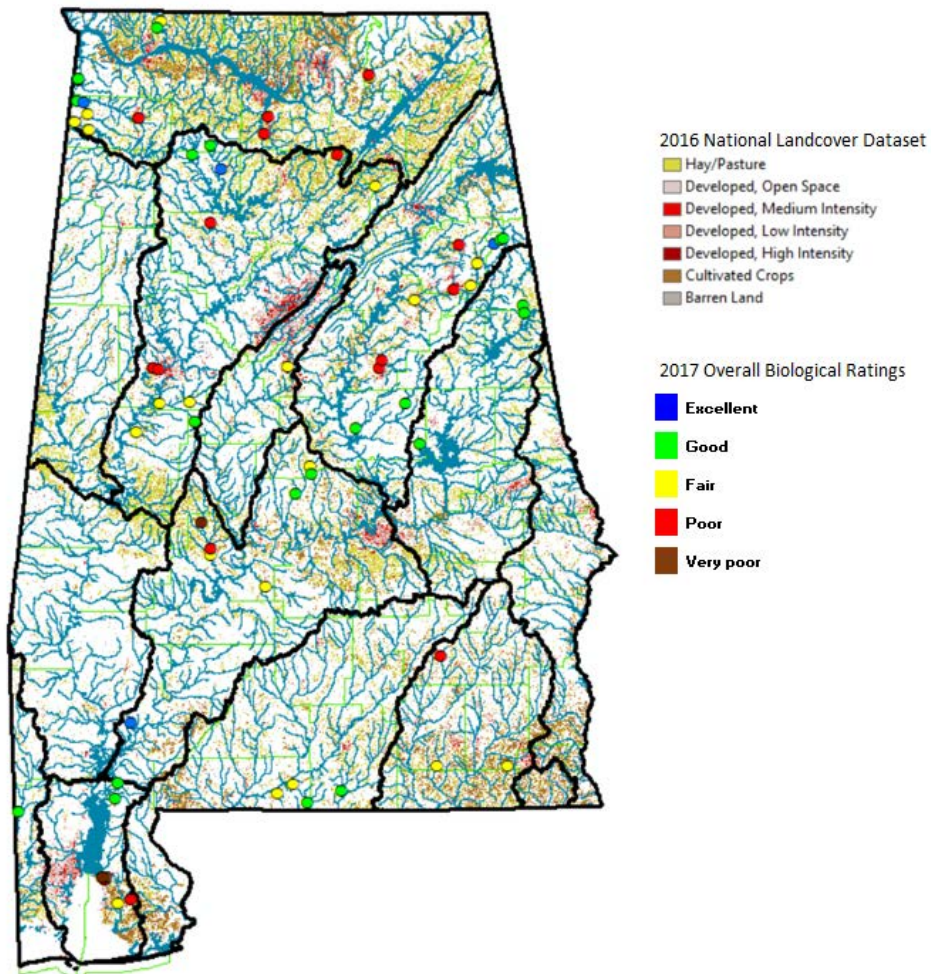 2016 National Landcover Dataset
Hay/Pasture
Developed, Open Space
Developed, Medium Intensity
Developed, Low Intensity
Developed, High Intensity
Cultivated Crops
Barren Land
2017 Overall Biological Ratings
Excellent
Good
Fair
Poor
Very poor